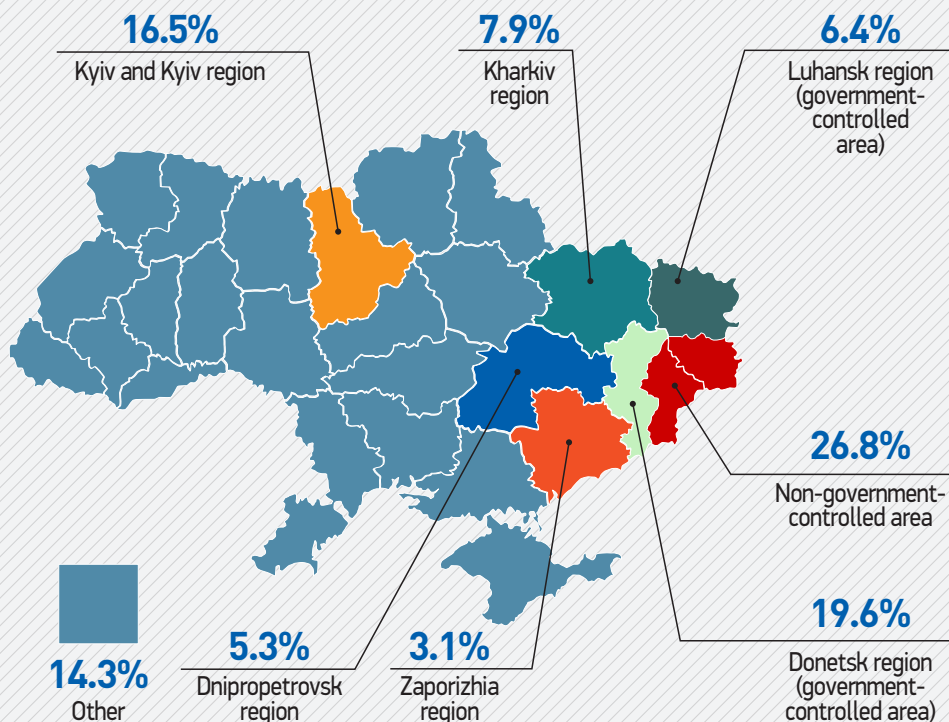 16.5%
Kyiv and Kyiv region
7.9%
Kharkiv
region
6.4%
Luhansk region
(government-
controlled
area)
26.8%
Non-government-
controlled area
19.6%
Donetsk region
(government-
controlled area)
3.1%
Zaporizhia
region
5.3%
Dnipropetrovsk
region
14.3%
Other